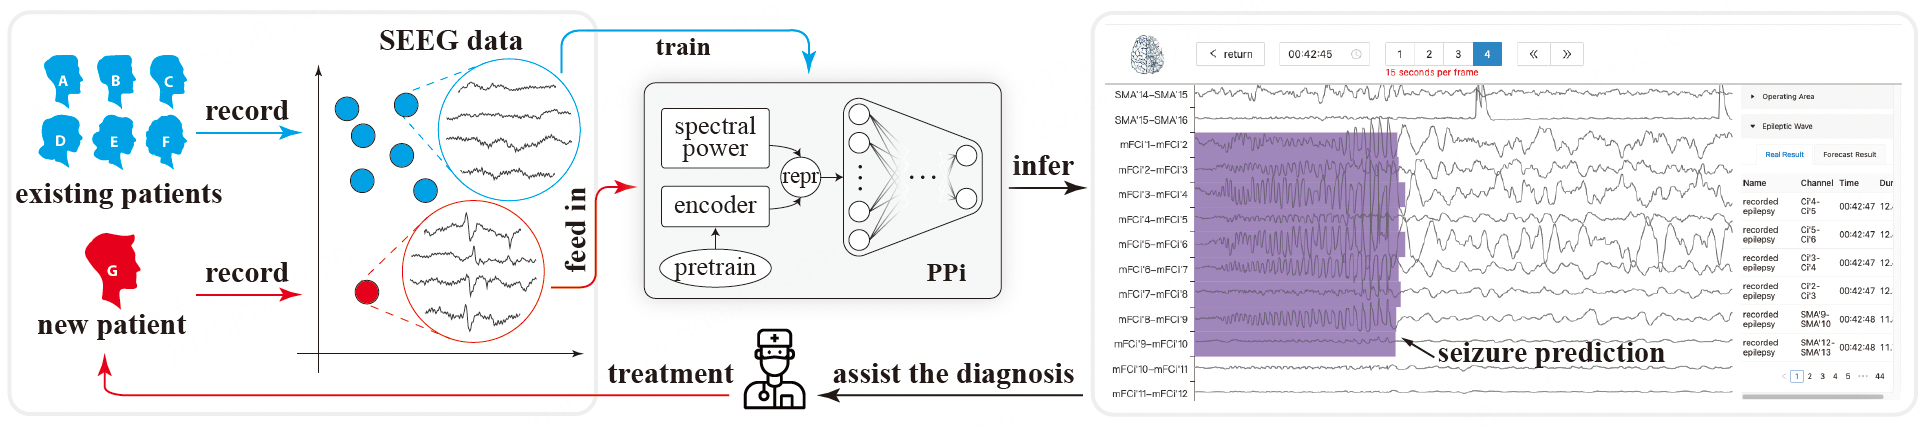 SEEG data
A
B
C
D
E
F
existing patients
record
G
new patient
record
train
feed in
spectral
power
encoder
pretrain
repr
PPi
infer
treatment
assist the diagnosis
< return
00:42:45
1
2
3
4
«
»
15 seconds per frame
SMA'14-SMA'15
SMA'15-SMA'16
mFCi'1-mFCi'2
mFCi'2-mFCi'3
mFCi'3-mFCi'4
mFCi'4-mFCi'5
mFCi'5-mFCi'6
mFCi'6-mFCi'7
mFCi'7-mFCi'8
mFCi'8-mFCi'9
mFCi'9-mFCi'10
mFCi'10-mFCi'11
mFCi'11-mFCi'12
seizure prediction
Operating Area
Epileptic Wave
Real Result
Forecast Result
Name Channel Time Dur
recorded epilepsy Ci'4-Ci'5 00:42:47 12.
recorded epilepsy Ci'5-Ci'6 00:42:47 12.
recorded epilepsy Ci'3-Ci'4 00:42:47 12.
recorded epilepsy Ci'2-Ci'3 00:42:47 12.
recorded epilepsy SMA'9-SMA'10 00:42:48 11.
recorded epilepsy SMA'12-SMA'13 00:42:48 11.
< 1 2 3 4 5 ••• 44